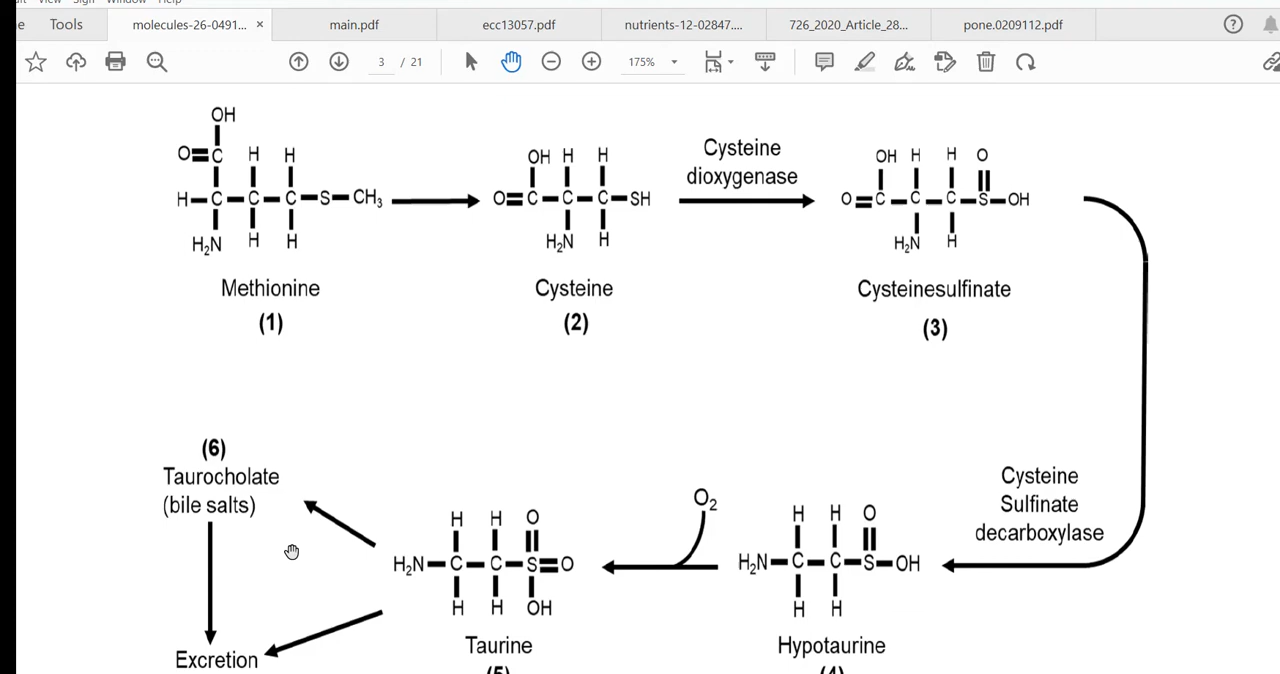 Tools
molecules-26-0491... ×
main.pdf
ecc13057.pdf
nutrients-12-02847....
726_2020_Article_28...
pone.0209112.pdf
3 / 21
175%
OH
O C H H
H C C C S CH3
H2N H H
Methionine
(1)
OH H H
O C C C SH
H2N H
Cysteine
(2)
Cysteine
dioxygenase
OH H H O
O C C C S OH
H2N H
Cysteinesulfinate
(3)
Cysteine
Sulfinate
decarboxylase
H H O
H2N C C S OH
H H
Hypotaurine
O2
H H O
H2N C C S O
H H OH
Taurine
(6)
Taurocholate
(bile salts)
Excretion